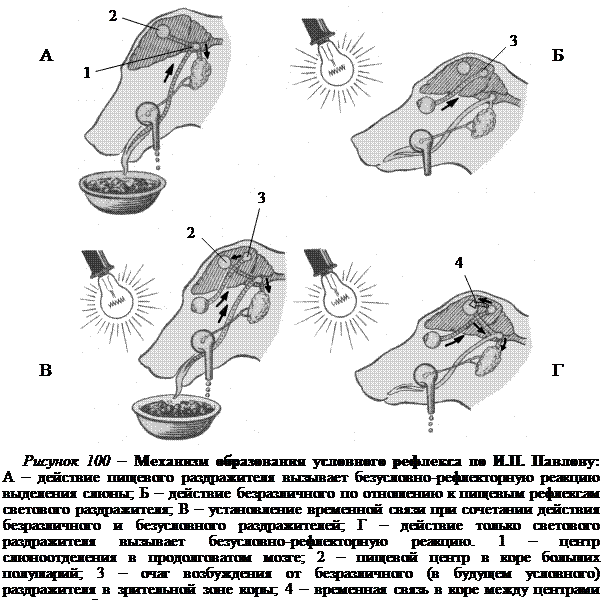 2
А
1
3
Б
3
2
4
В
Г
Рисунок 100 – Механизм образования условного рефлекса по И.П. Павлову:
А – действие пищевого раздражителя вызывает безусловно-рефлекторную реакцию
выделения слюны; Б – действие безразличного по отношению к пищевым рефлексам
светового раздражителя; В – установление временной связи при сочетании действия
безразличного и безусловного раздражителей; Г – действие только светового
раздражителя вызывает безусловно-рефлекторную реакцию. 1 – центр
слюноотделения в продолговатом мозге; 2 – пищевой центр в коре больших
полушарий; 3 – очаг возбуждения от безразличного (в будущем условного)
раздражителя в зрительной зоне коры; 4 – временная связь в коре между центрами